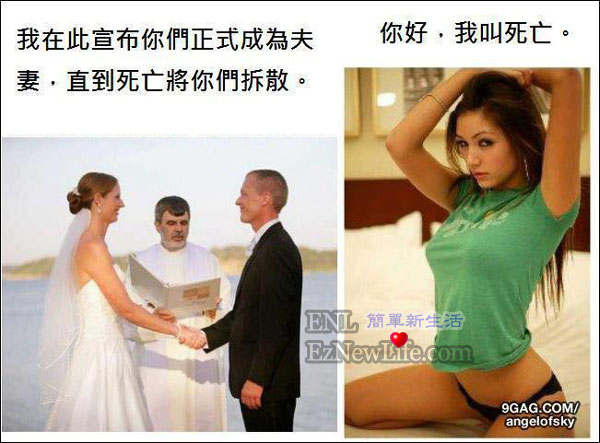 我在此宣布你們正式成為夫
妻，直到死亡將你們拆散。
你好，我叫死亡。
ENL 簡單新生活
EzNewLife.com
9GAG.COM/
angelofsky